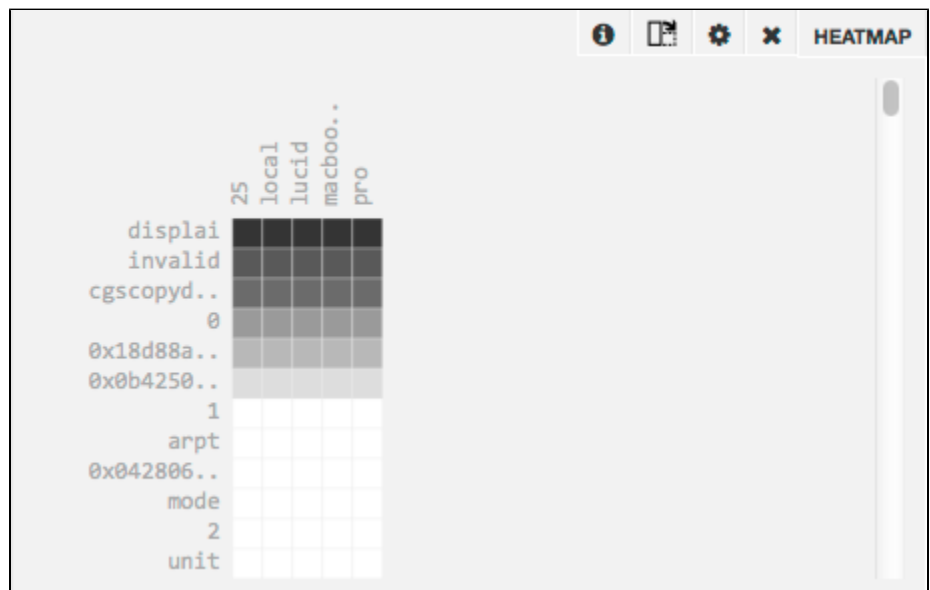 HEATMAP
25
local
lucid
macboo..
pro
displai
invalid
cgscopyd..
0
0x18d88a..
0x0b4250..
1
arpt
0x042806..
mode
2
unit